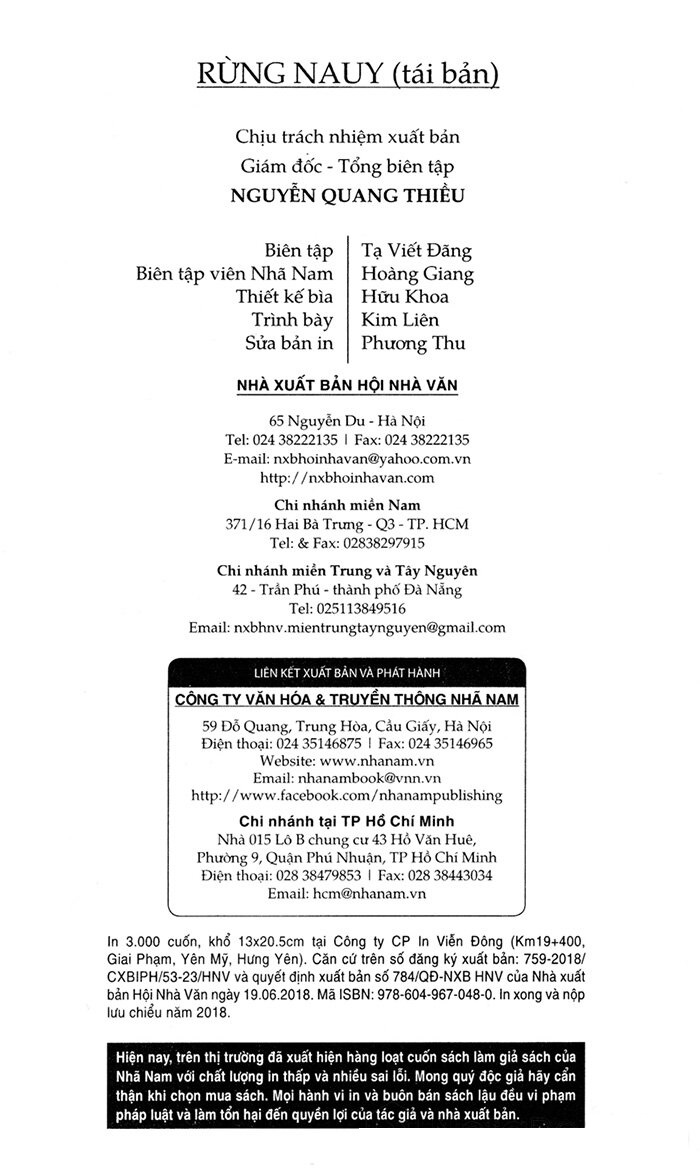 RỪNG NAUY (tái bản)
Chịu trách nhiệm xuất bản
Giám đốc - Tổng biên tập
NGUYỄN QUANG THIỀU
Biên tập | Tạ Viết Đãng
Biên tập viên Nhã Nam | Hoàng Giang
Thiết kế bìa | Hữu Khoa
Trình bày | Kim Liên
Sửa bản in | Phương Thu
NHÀ XUẤT BẢN HỘI NHÀ VĂN
65 Nguyễn Du - Hà Nội
Tel: 024 38222135 | Fax: 024 38222135
E-mail: nxbhoinhavan@yahoo.com.vn
http://nxbhoinhavan.com
Chi nhánh miền Nam
371/16 Hai Bà Trưng - Q3 - TP. HCM
Tel: & Fax: 02838297915
Chi nhánh miền Trung và Tây Nguyên
42 - Trần Phú - thành phố Đà Nẵng
Tel: 025113849516
Email: nxbhnv.mientrungtaynguyen@gmail.com
LIÊN KẾT XUẤT BẢN VÀ PHÁT HÀNH
CÔNG TY VĂN HÓA & TRUYỀN THÔNG NHÃ NAM
59 Đỗ Quang, Trung Hòa, Cầu Giấy, Hà Nội
Điện thoại: 024 35146875 | Fax: 024 35146965
Website: www.nhanam.vn
Email: nhanambook@vnn.vn
http://www.facebook.com/nhanampublishing
Chi nhánh tại TP Hồ Chí Minh
Nhà 015 Lô B chung cư 43 Hồ Văn Huê,
Phường 9, Quận Phú Nhuận, TP Hồ Chí Minh
Điện thoại: 028 38479853 | Fax: 028 38443034
Email: hcm@nhanam.vn
In 3.000 cuốn, khổ 13x20.5cm tại Công ty CP In Viễn Đông (Km19+400,
Giai Phạm, Yên Mỹ, Hưng Yên). Căn cứ trên số đăng ký xuất bản: 759-2018/
CXBIPH/53-23/HNV và quyết định xuất bản số 784/QĐ-NXB HNV của Nhà xuất
bản Hội Nhà Văn ngày 19.06.2018. Mã ISBN: 978-604-967-048-0. In xong và nộp
lưu chiểu năm 2018.
Hiện nay, trên thị trường đã xuất hiện hàng loạt cuốn sách làm giả sách của
Nhã Nam với chất lượng in thấp và nhiều sai lỗi. Mong quý độc giả hãy cẩn
thận khi chọn mua sách. Mọi hành vi in và buôn bán sách lậu đều vi phạm
pháp luật và làm tổn hại đến quyền lợi của tác giả và nhà xuất bản.